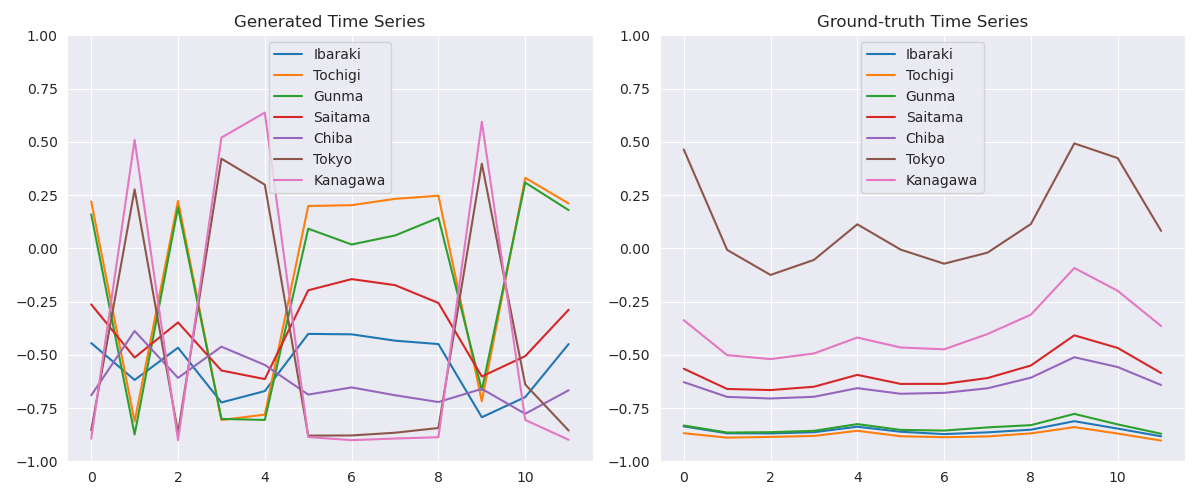 Generated Time Series
1.00
0.75
0.50
0.25
0.00
−0.25
−0.50
−0.75
−1.00
0
2
4
6
8
10
Ibaraki
Tochigi
Gunma
Saitama
Chiba
Tokyo
Kanagawa
Ground-truth Time Series
1.00
0.75
0.50
0.25
0.00
−0.25
−0.50
−0.75
−1.00
0
2
4
6
8
10
Ibaraki
Tochigi
Gunma
Saitama
Chiba
Tokyo
Kanagawa